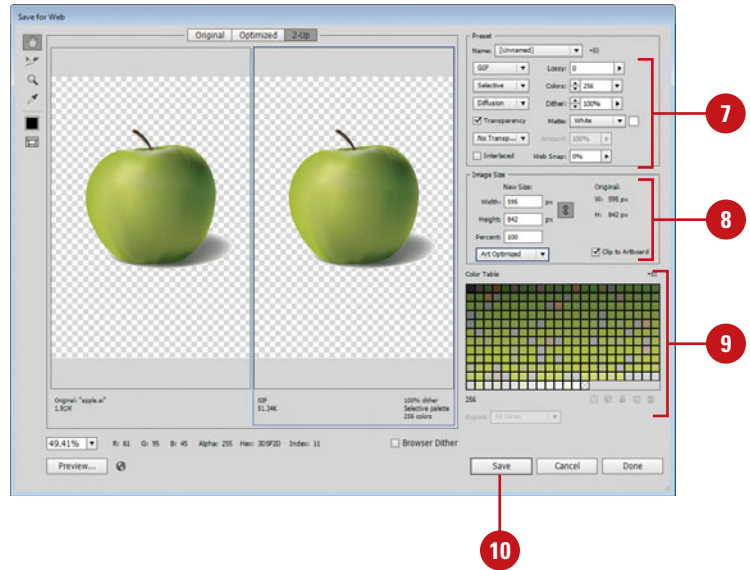 Save for Web
Original Optimized 2-Up
Preset
Name: [Unnamed]
GIF Lossy: 0
Selective Colors: 256
Diffusion Dither: 100%
Transparency Matte: White
No Transp... Amount: 100%
Interlaced Web Snap: 0%
7
Image Size
New Size: Original:
Width: 595 px W: 595 px
Height: 842 px H: 842 px
Percent: 100
Art Optimized Clip to Artboard
8
Color Table
9
256
Export: All Slices
Original: "apple.ai"
1.91M
GIF 100% dither
51.34K Selective palette
256 colors
49.41% R: 61 G: 95 B: 45 Alpha: 255 Hex: 3D5F2D Index: 11 Browser Dither
Preview... Save Cancel Done
10